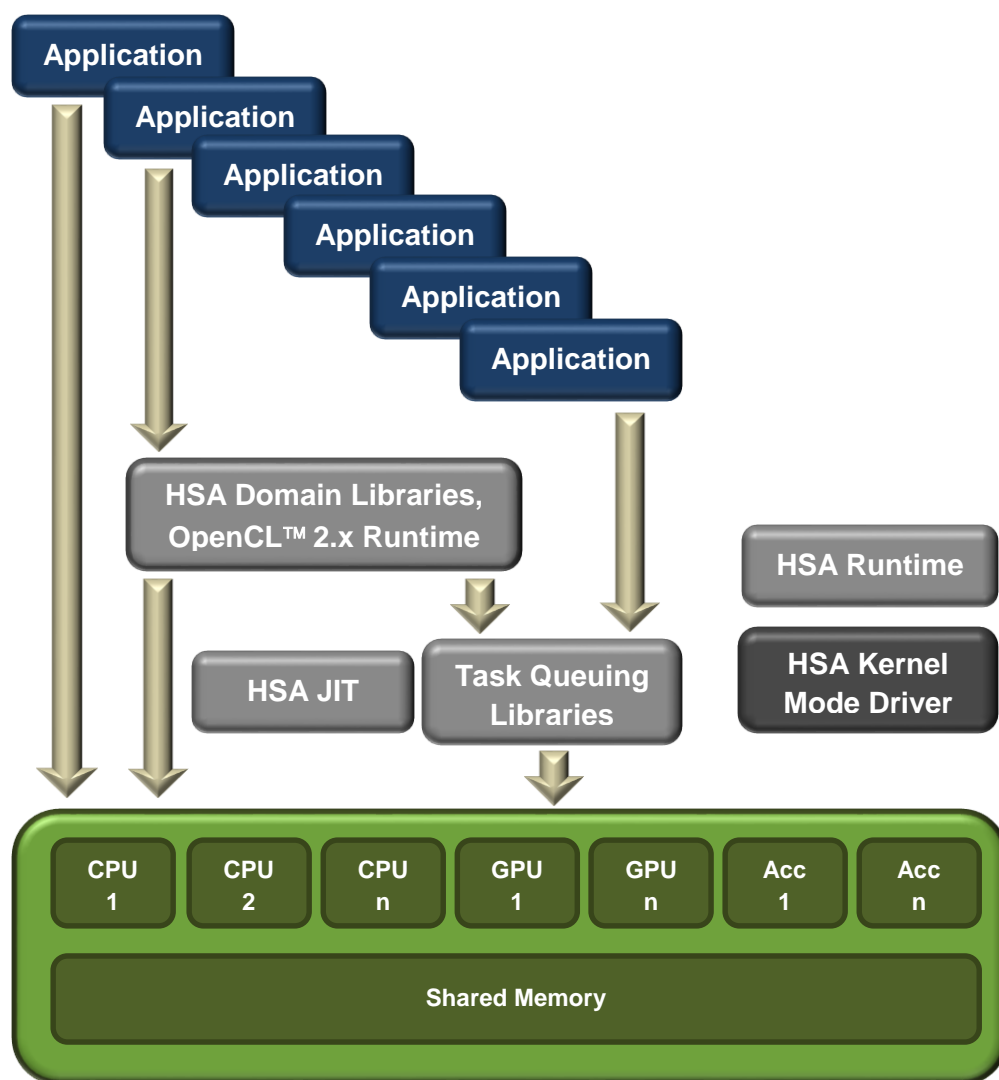 Application
Application
Application
Application
Application
Application
HSA Domain Libraries,
OpenCL™ 2.x Runtime
HSA Runtime
HSA JIT
Task Queuing
Libraries
HSA Kernel
Mode Driver
CPU
1
CPU
2
CPU
n
GPU
1
GPU
n
Acc
1
Acc
n
Shared Memory